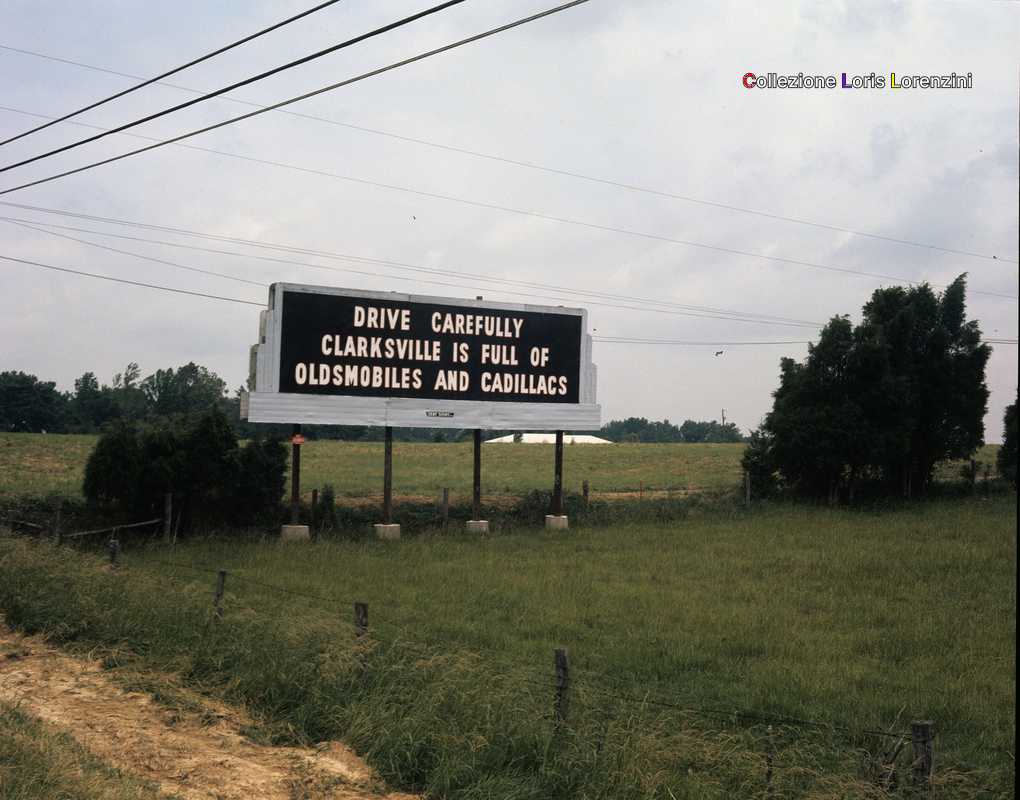 Collezione Loris Lorenzini
DRIVE CAREFULLY
CLARKSVILLE IS FULL OF
OLDSMOBILES AND CADILLACS